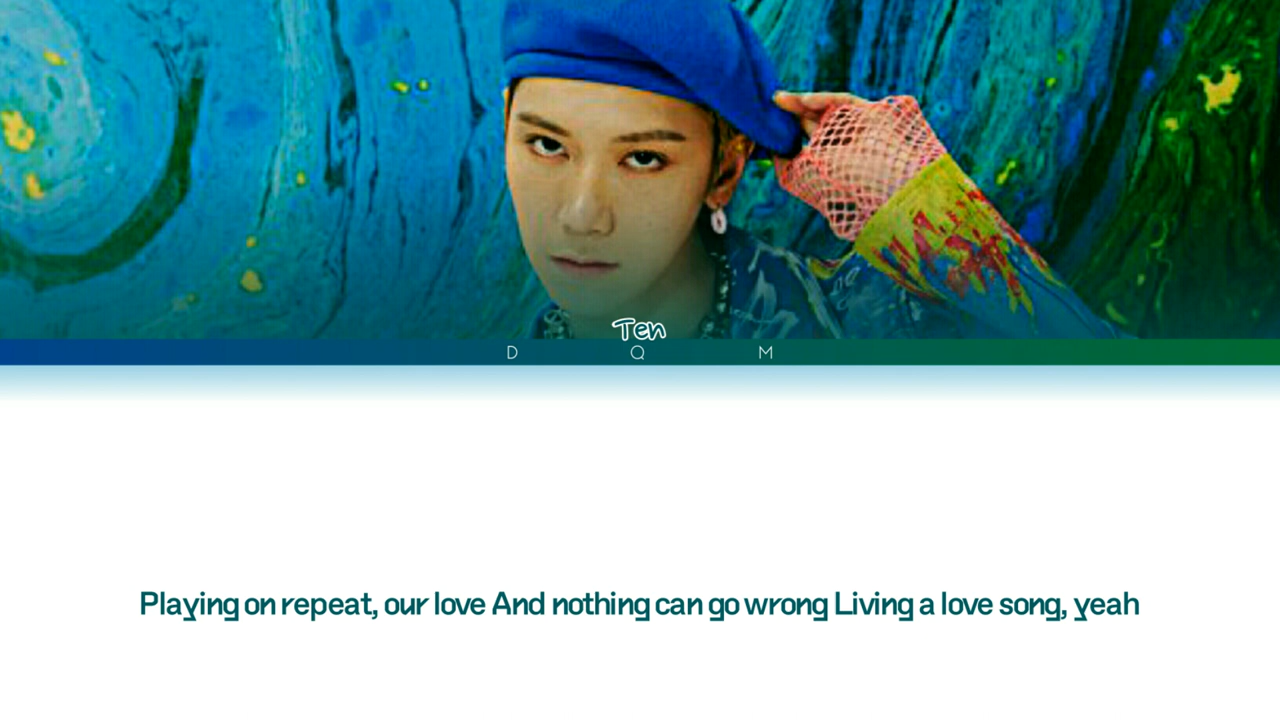 Ten
D Q M
Playing on repeat, our love And nothing can go wrong Living a love song, yeah